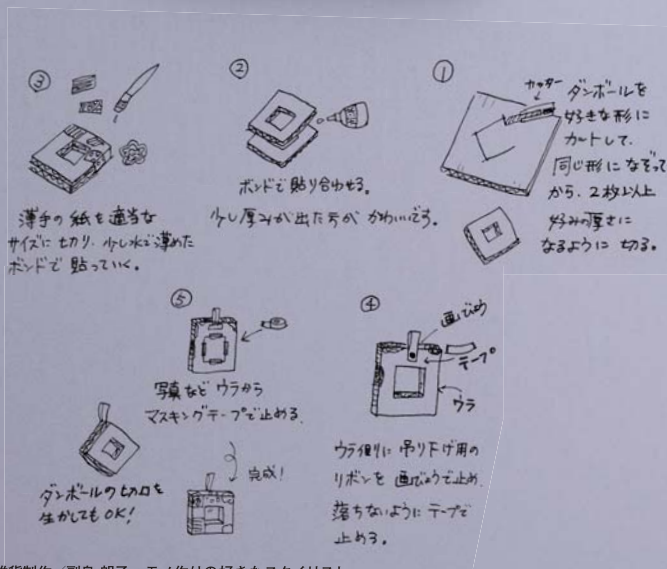 ①
カッター
ダンボールを
好きな形に
カットして、
同じ形になぞって
から、2枚以上
好みの厚さに
なるように切る。
②
ボンドで貼り合わせる。
少し厚みが出た方がかわいいです。
③
薄手の紙を適当な
サイズに切り、少し水で薄めた
ボンドで貼っていく。
④
画びょう
テープ
ウラ
ウラ側に吊り下げ用の
リボンを画びょうで止め、
落ちないようにテープで
止める。
⑤
写真などウラから
マスキングテープで止める。
完成!
ダンボールの切口を
生かしてもOK!